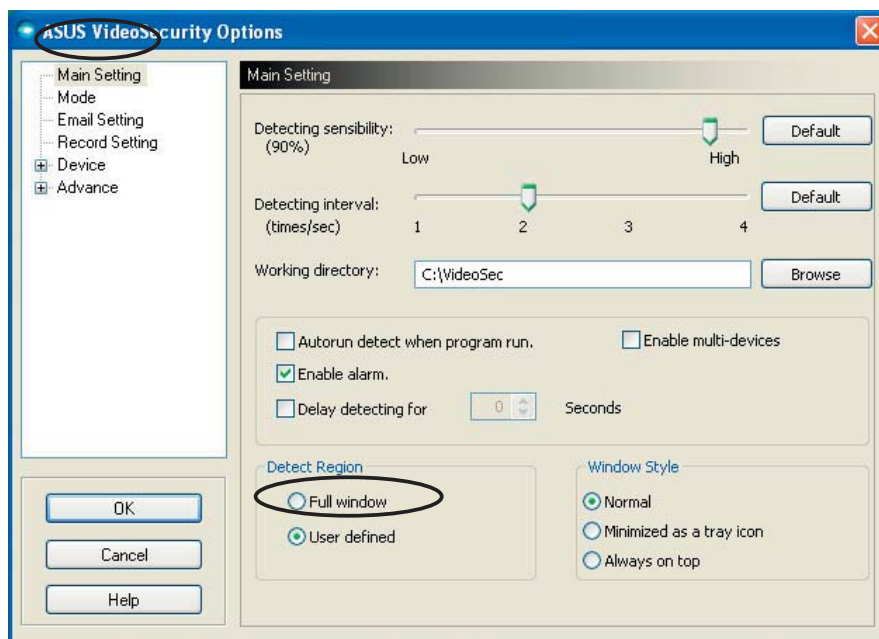 ASUS VideoSecurity Options
Main Setting
Mode
Email Setting
Record Setting
Device
Advance
OK
Cancel
Help
Main Setting
Detecting sensibility:
(90%)
Low
High
Default
Detecting interval:
(times/sec)
1 2 3 4
Default
Working directory:
C:\VideoSec
Browse
Autorun detect when program run.
Enable multi-devices
Enable alarm.
Delay detecting for 0 Seconds
Detect Region
Full window
User defined
Window Style
Normal
Minimized as a tray icon
Always on top